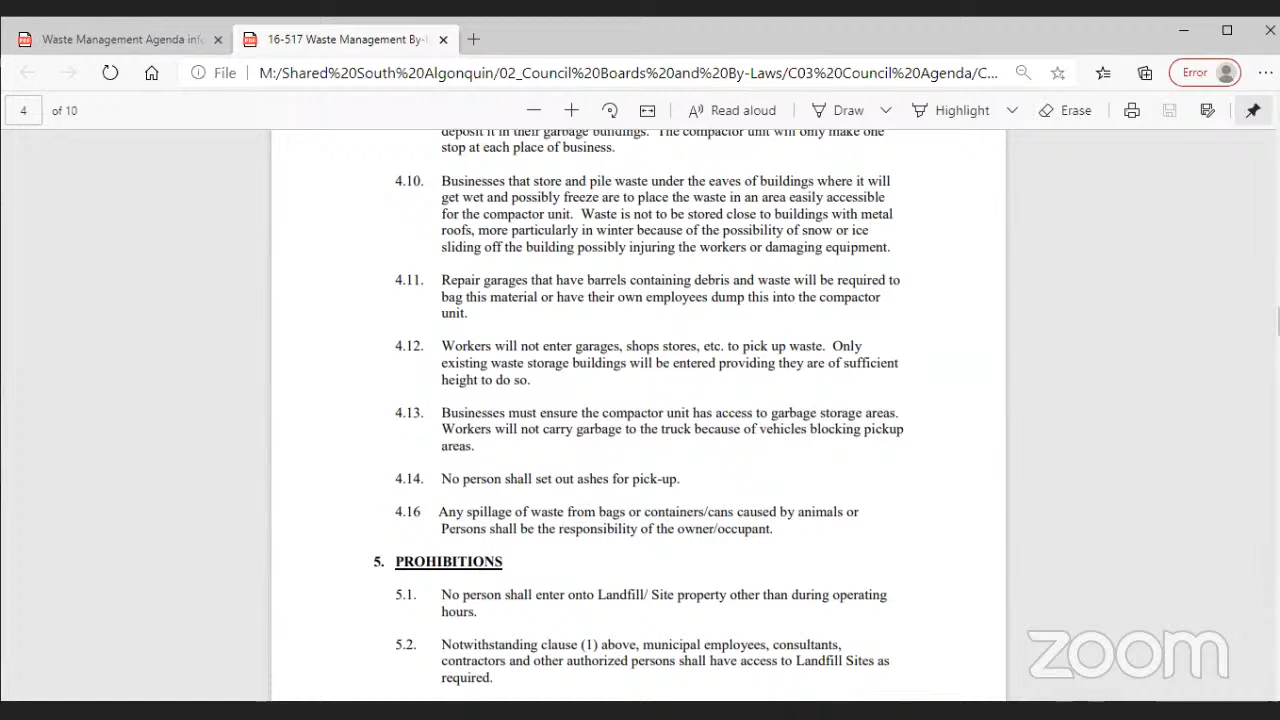 Waste Management Agenda inf
16-517 Waste Management By-l
File M:/Shared%20South%20Algonquin/02_Council%20Boards%20and%20By-Laws/C03%20Council%20Agenda/C...
Error
4 of 10
Read aloud
Draw
Highlight
Erase
deposit it in their garbage buildings. The compactor unit will only make one
stop at each place of business.
4.10. Businesses that store and pile waste under the eaves of buildings where it will
get wet and possibly freeze are to place the waste in an area easily accessible
for the compactor unit. Waste is not to be stored close to buildings with metal
roofs, more particularly in winter because of the possibility of snow or ice
sliding off the building possibly injuring the workers or damaging equipment.
4.11. Repair garages that have barrels containing debris and waste will be required to
bag this material or have their own employees dump this into the compactor
unit.
4.12. Workers will not enter garages, shops stores, etc. to pick up waste. Only
existing waste storage buildings will be entered providing they are of sufficient
height to do so.
4.13. Businesses must ensure the compactor unit has access to garbage storage areas.
Workers will not carry garbage to the truck because of vehicles blocking pickup
areas.
4.14. No person shall set out ashes for pick-up.
4.16 Any spillage of waste from bags or containers/cans caused by animals or
Persons shall be the responsibility of the owner/occupant.
5. PROHIBITIONS
5.1. No person shall enter onto Landfill/ Site property other than during operating
hours.
5.2. Notwithstanding clause (1) above, municipal employees, consultants,
contractors and other authorized persons shall have access to Landfill Sites as
required.
zoom